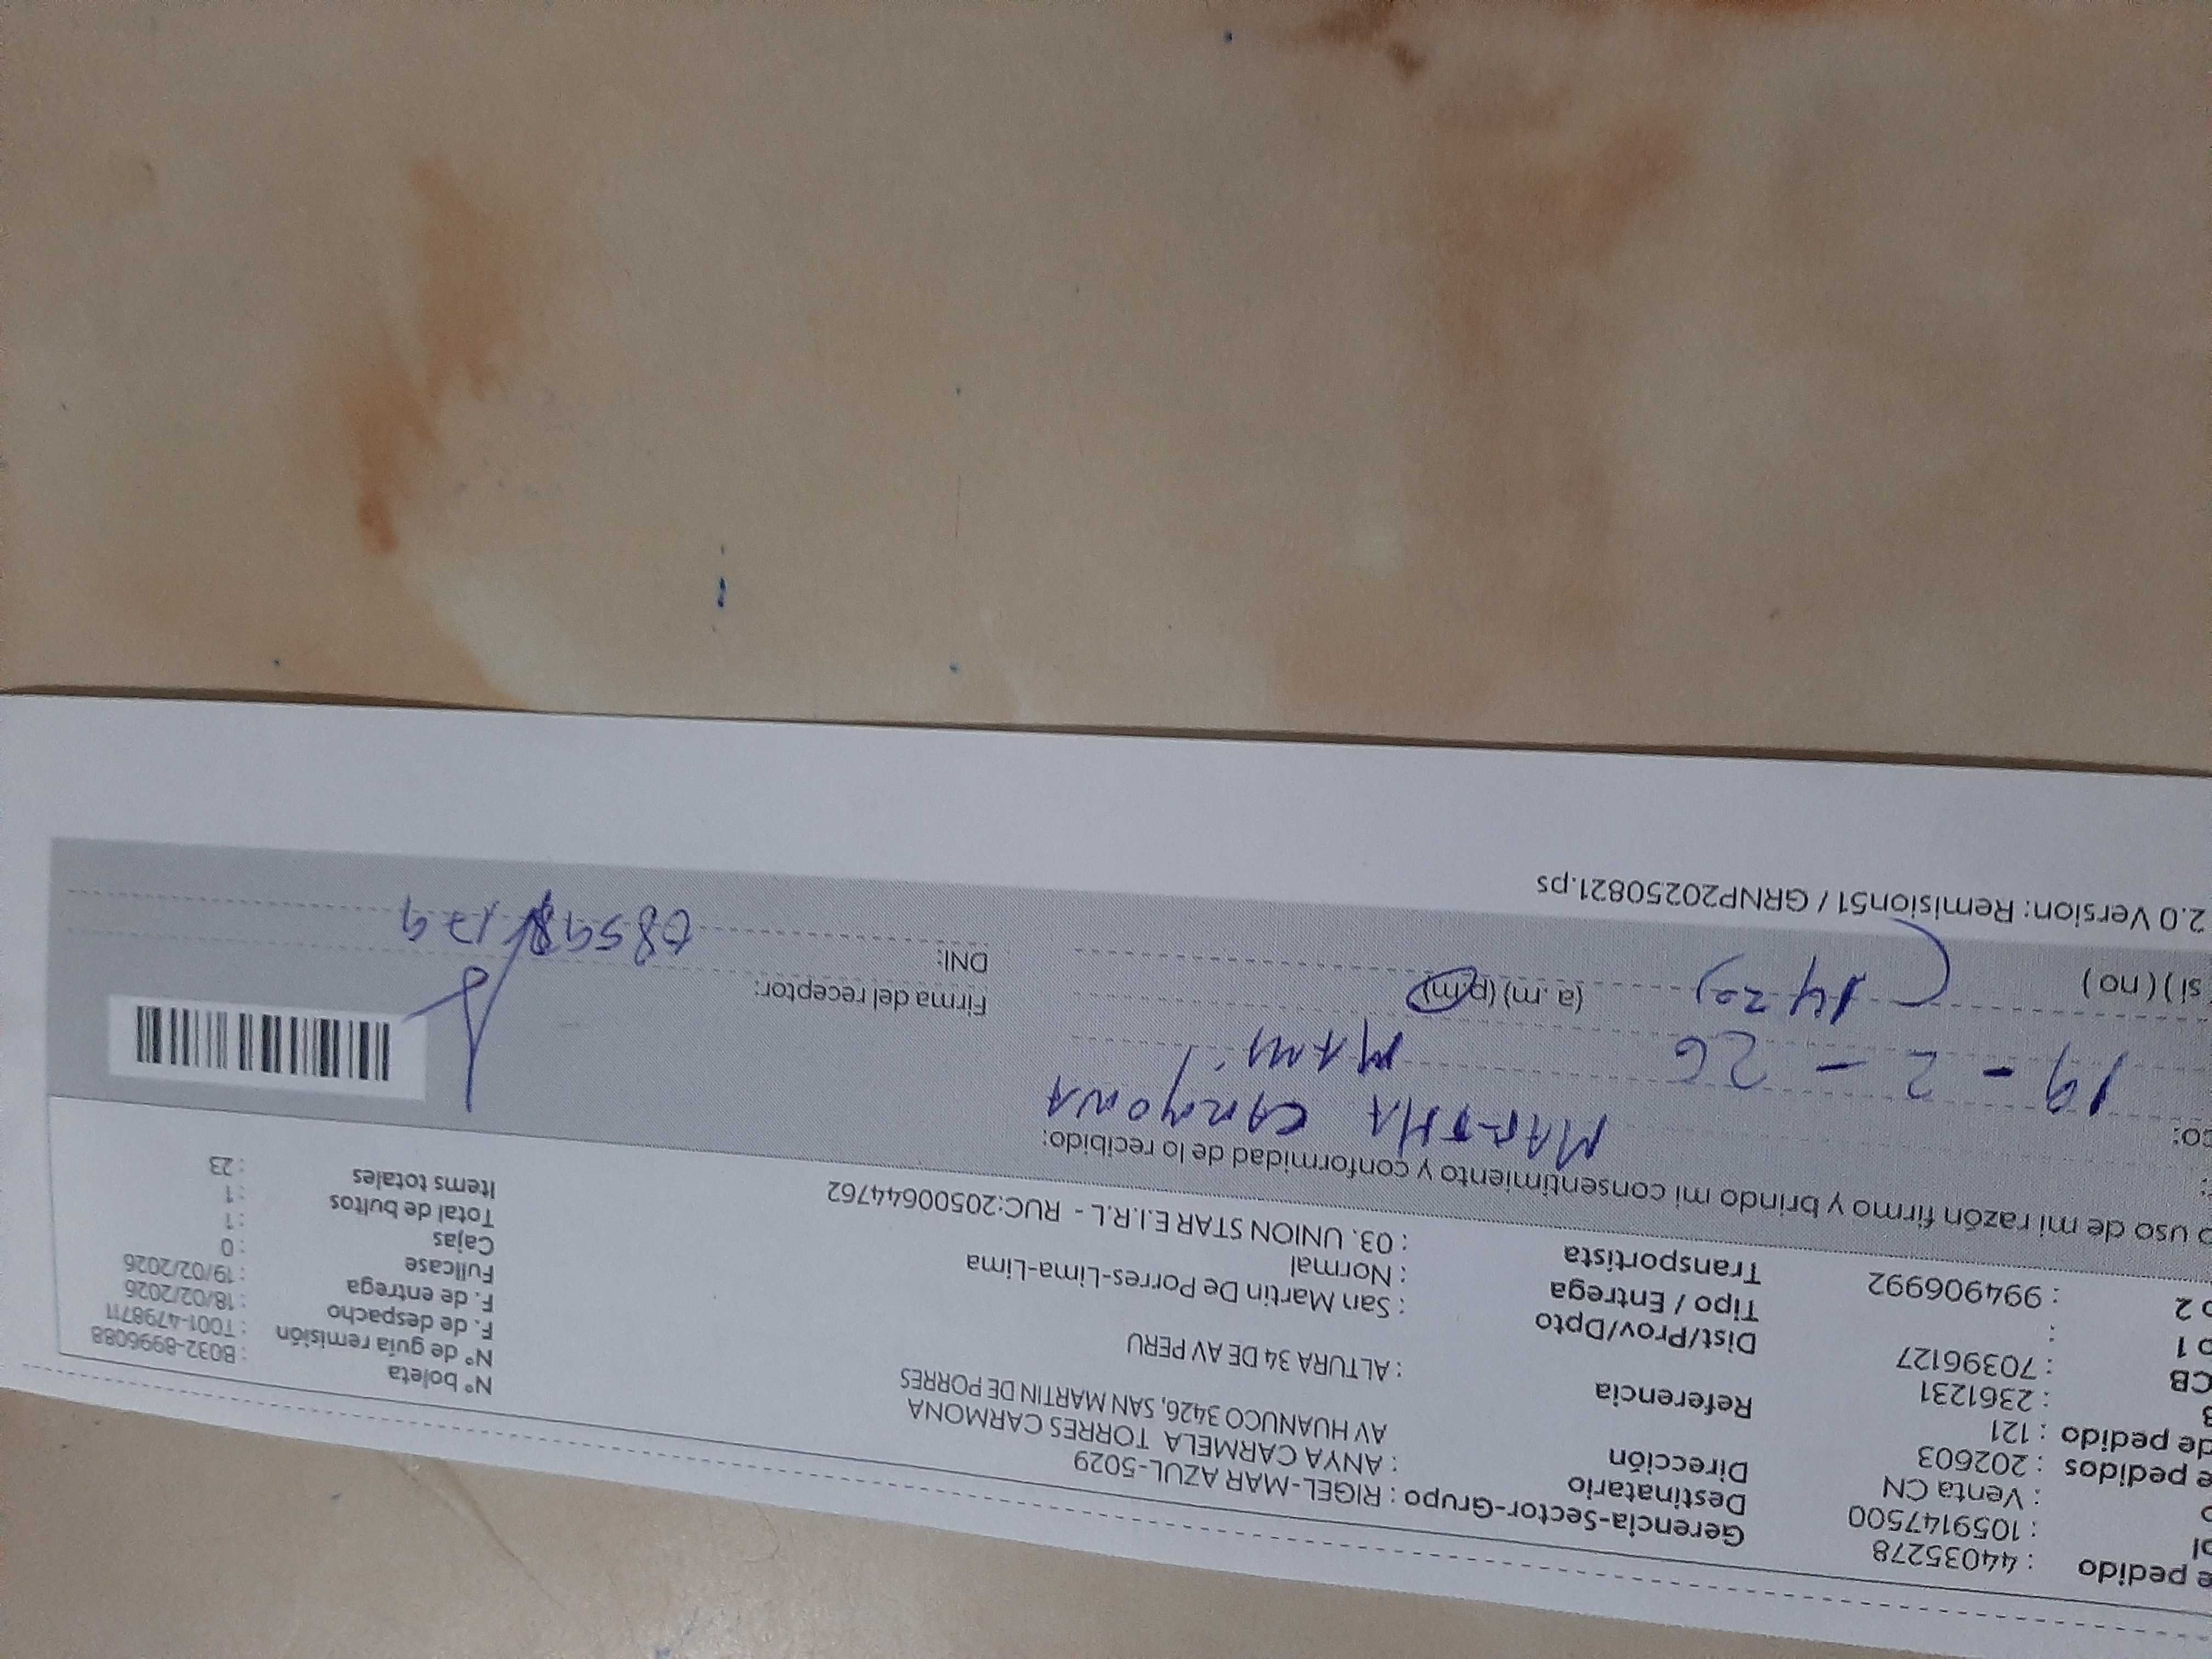 e pedido : 44035278
ol : 1059147500
o : Venta CN
e pedidos : 202603
de pedido : 121
B : 2361231
CB : 70396127
o 1 :
o 2 : 994906992
Gerencia-Sector-Grupo : RIGEL-MAR AZUL-5029
Destinatario : ANYA CARMELA TORRES CARMONA
Dirección AV HUANUCO 3426, SAN MARTIN DE PORRES
Referencia : ALTURA 34 DE AV PERU
Dist/Prov/Dpto : San Martin De Porres-Lima-Lima
Tipo / Entrega : Normal
Transportista : 03. UNION STAR E.I.R.L - RUC:20500644762
N° boleta : B032-8996088
N° de guía remisión : T001-4798711
F. de despacho : 18/02/2026
F. de entrega : 19/02/2026
Fullcase : 0
Cajas : 1
Total de bultos : 1
Items totales : 23
o uso de mi razón firmo y brindo mi consentimiento y conformidad de lo recibido:
: MARTHA CARMONA
co: MAMI
19 - 2 - 26
14 20 (a.m) (p.m)
sí ) ( no )
Firma del receptor:
DNI:
2.0 Version: Remision51 / GRNP20250821.ps